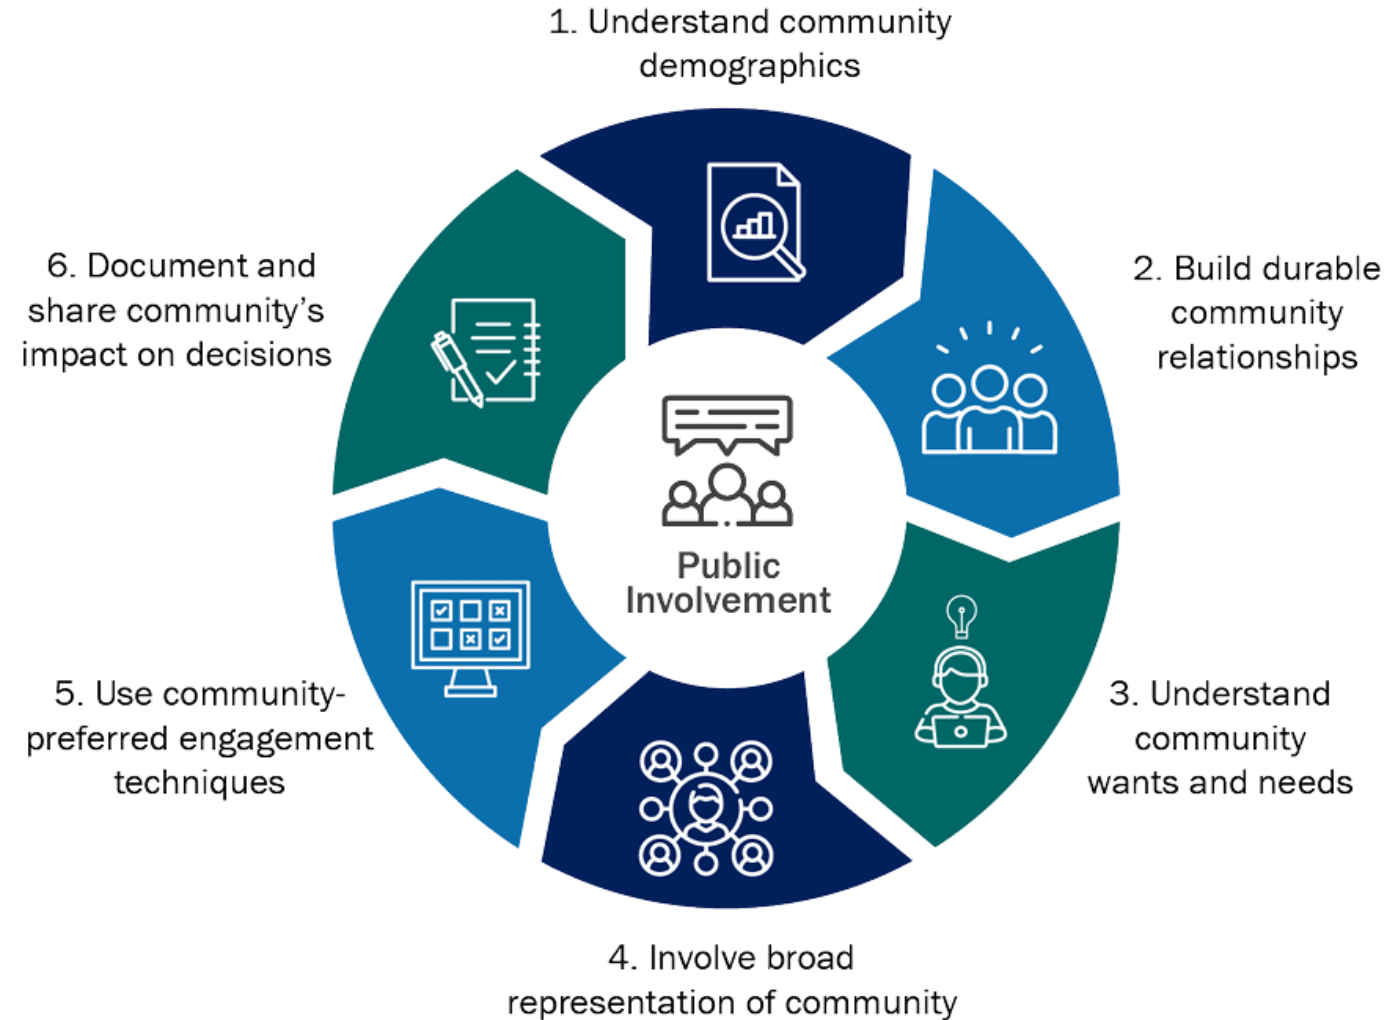 1. Understand community
demographics
2. Build durable
community
relationships
3. Understand
community
wants and needs
4. Involve broad
representation of community
5. Use community-
preferred engagement
techniques
6. Document and
share community’s
impact on decisions
Public
Involvement